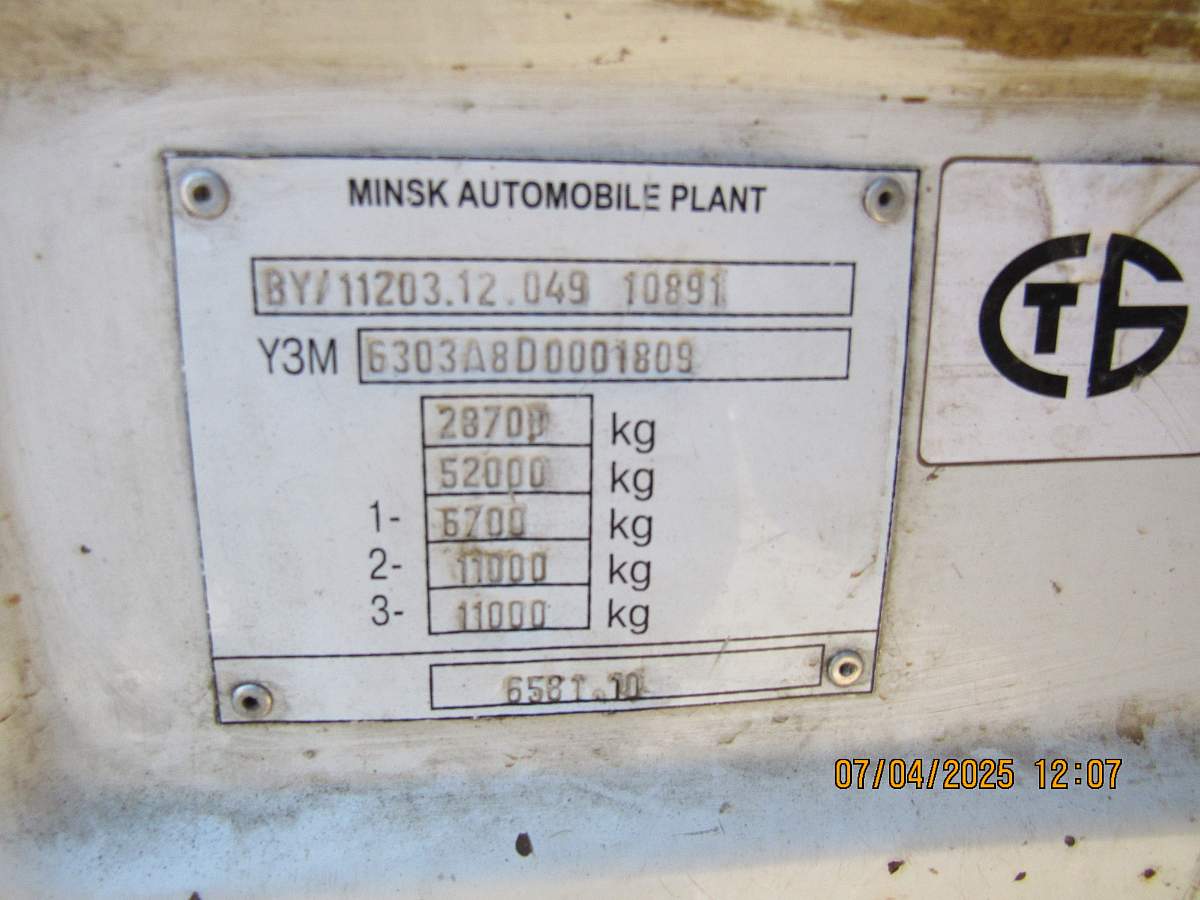 MINSK AUTOMOBILE PLANT
BY/11203.12.049 10891
Y3M 6303A8D0001809
28700 kg
52000 kg
1- 6700 kg
2- 11000 kg
3- 11000 kg
6581.10
СТБ
07/04/2025 12:07